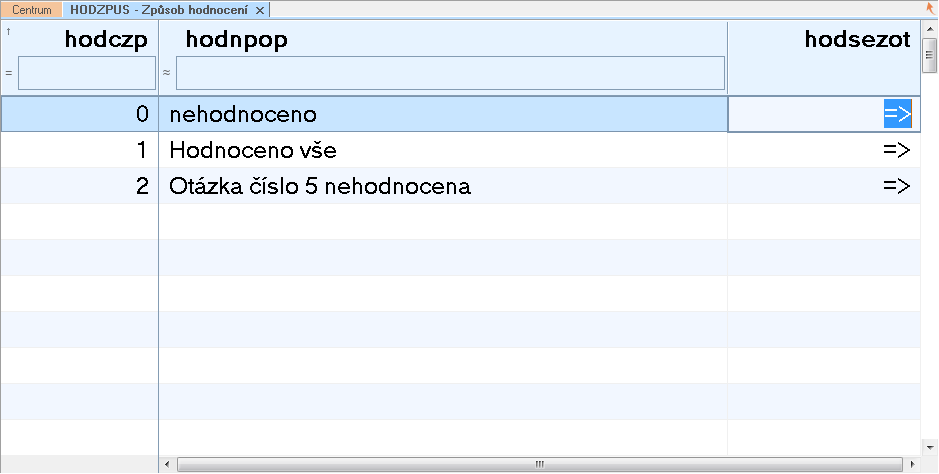 Centrum HODZPUS - Způsob hodnocení ×
↑ hodczp hodnpop hodsezot
= ≈
0 nehodnoceno =>
1 Hodnoceno vše =>
2 Otázka číslo 5 nehodnocena =>